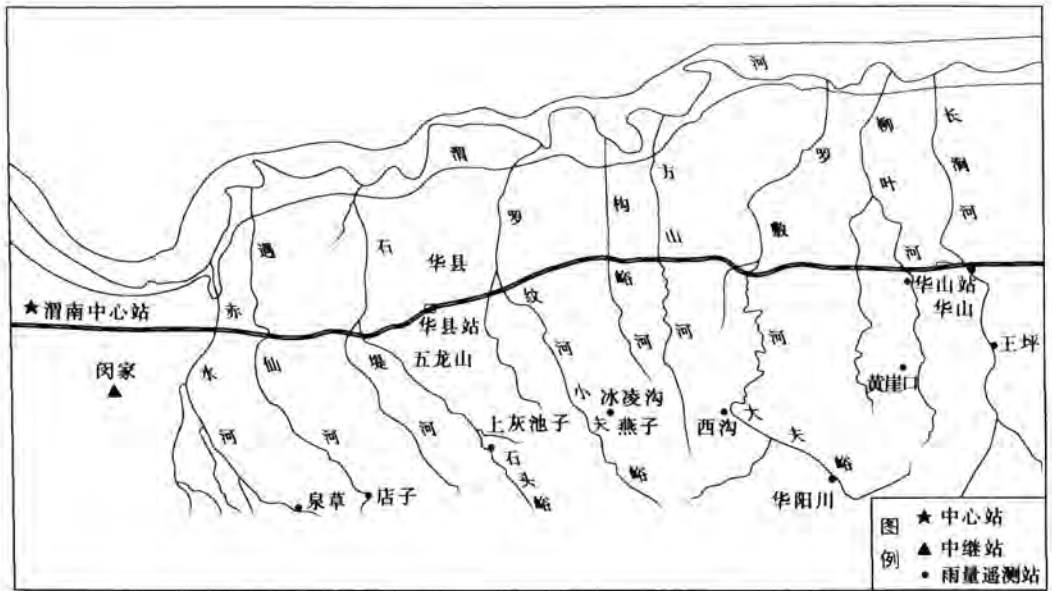 渭河
遇仙河
赤水河
石堤河
石头峪
罗纹河
小夫峪
构峪河
方山河
罗敷河
大夫峪
柳叶河
长涧河
华县
华县站
五龙山
渭南中心站
闵家
泉草
店子
上灰池子
冰凌沟
燕子
西沟
华阳川
华山站
华山
黄崖口
王坪
图例
中心站
中继站
雨量遥测站